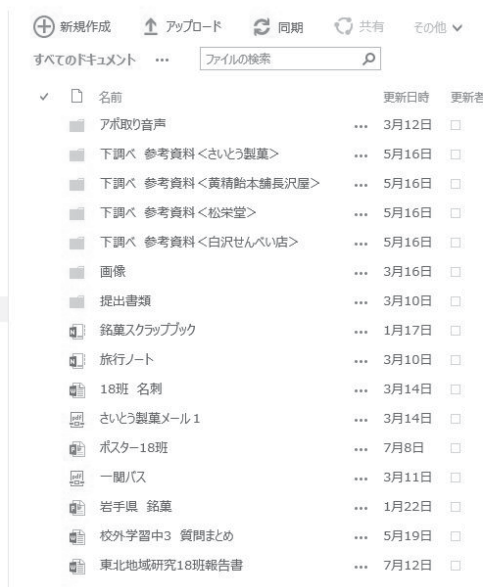 新規作成 アップロード 同期 共有 その他
すべてのドキュメント ••• ファイルの検索
名前 更新日時 更新者
アポ取り音声 ••• 3月12日
下調べ 参考資料＜さいとう製菓＞ ••• 5月16日
下調べ 参考資料＜黄精飴本舗長沢屋＞ ••• 5月16日
下調べ 参考資料＜松栄堂＞ ••• 5月16日
下調べ 参考資料＜白沢せんべい店＞ ••• 5月16日
画像 ••• 3月16日
提出書類 ••• 3月10日
銘菓スクラップブック ••• 1月17日
旅行ノート ••• 3月10日
18班 名刺 ••• 3月14日
さいとう製菓メール１ ••• 3月14日
ポスター18班 ••• 7月8日
一関バス ••• 3月11日
岩手県 銘菓 ••• 1月22日
校外学習中3 質問まとめ ••• 5月19日
東北地域研究18班報告書 ••• 7月12日